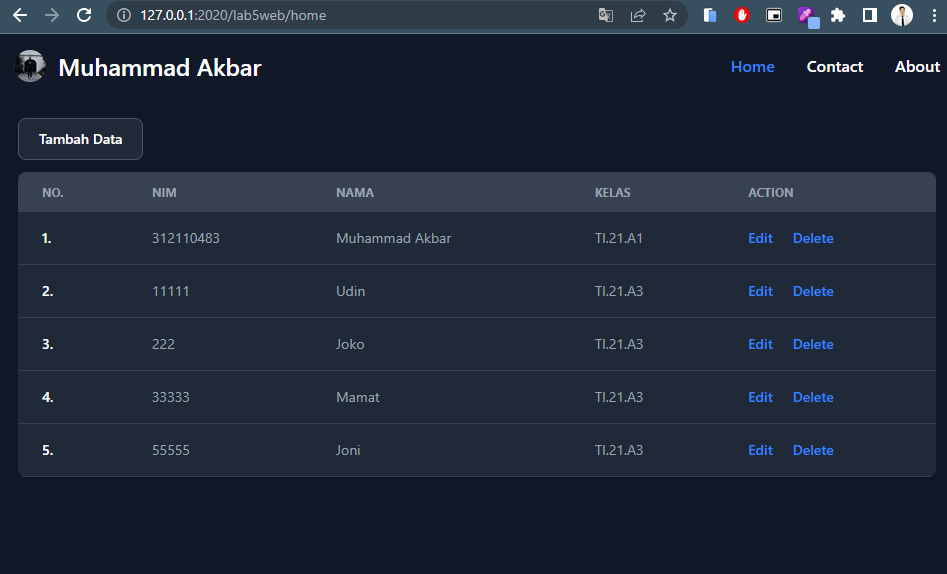 127.0.0.1:2020/lab5web/home
Muhammad Akbar Home Contact About
Tambah Data
NO. NIM NAMA KELAS ACTION
1. 312110483 Muhammad Akbar TI.21.A1 Edit Delete
2. 11111 Udin TI.21.A3 Edit Delete
3. 222 Joko TI.21.A3 Edit Delete
4. 33333 Mamat TI.21.A3 Edit Delete
5. 55555 Joni TI.21.A3 Edit Delete